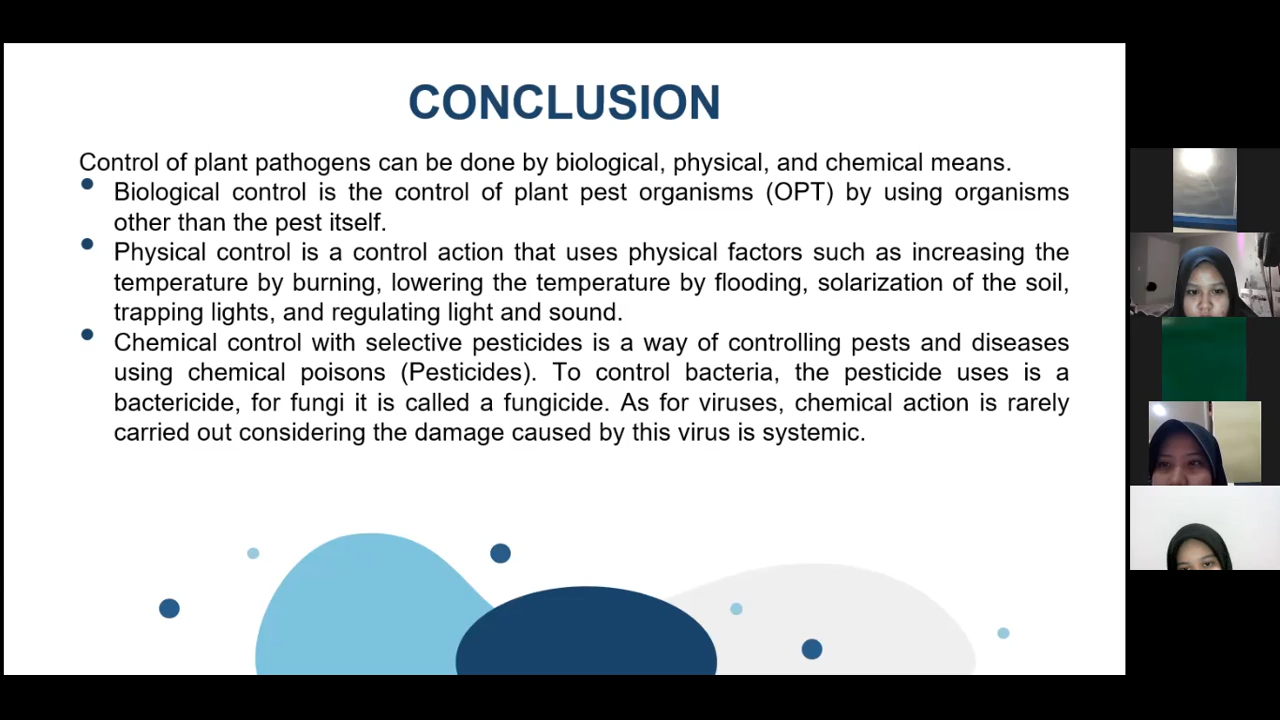 CONCLUSION
Control of plant pathogens can be done by biological, physical, and chemical means.
Biological control is the control of plant pest organisms (OPT) by using organisms
other than the pest itself.
Physical control is a control action that uses physical factors such as increasing the
temperature by burning, lowering the temperature by flooding, solarization of the soil,
trapping lights, and regulating light and sound.
Chemical control with selective pesticides is a way of controlling pests and diseases
using chemical poisons (Pesticides). To control bacteria, the pesticide uses is a
bactericide, for fungi it is called a fungicide. As for viruses, chemical action is rarely
carried out considering the damage caused by this virus is systemic.